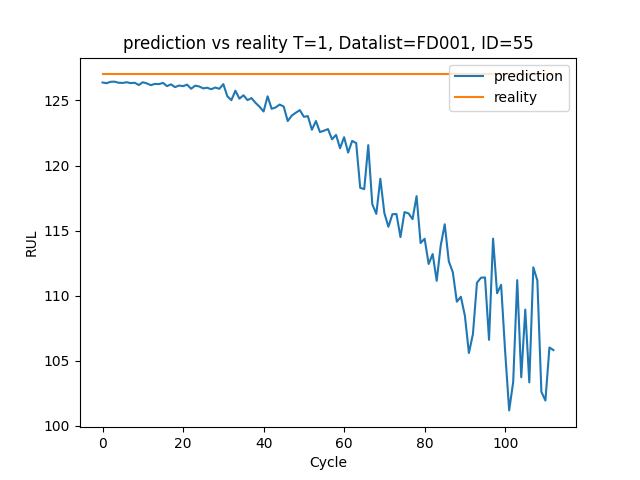 prediction vs reality T=1, Datalist=FD001, ID=55
prediction
reality
RUL
125
120
115
110
105
100
0 20 40 60 80 100
Cycle